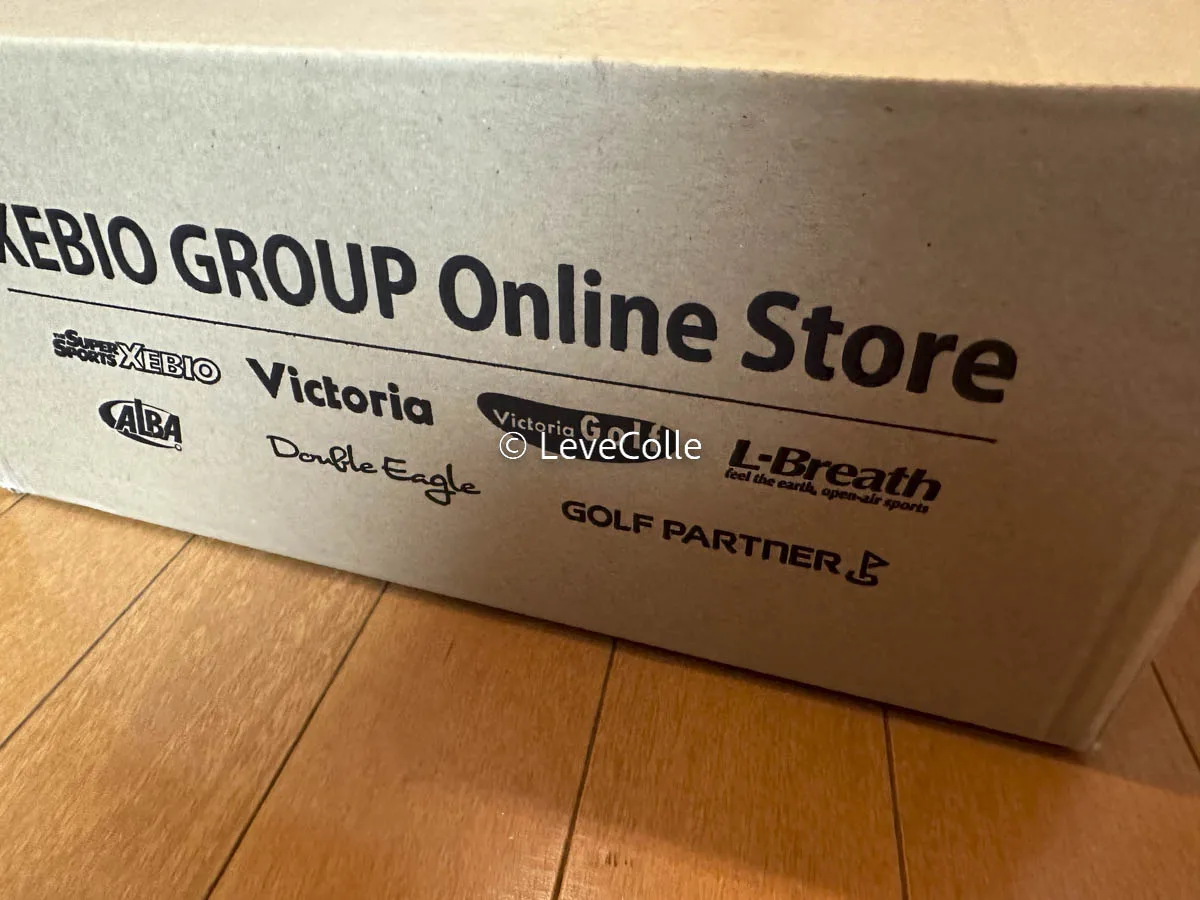 XEBIO GROUP Online Store
THE SUPER SPORTS XEBIO
Victoria
Victoria Golf
L-Breath
feel the earth, open-air sports
ALBA
Double Eagle
GOLF PARTNER
© LeveColle